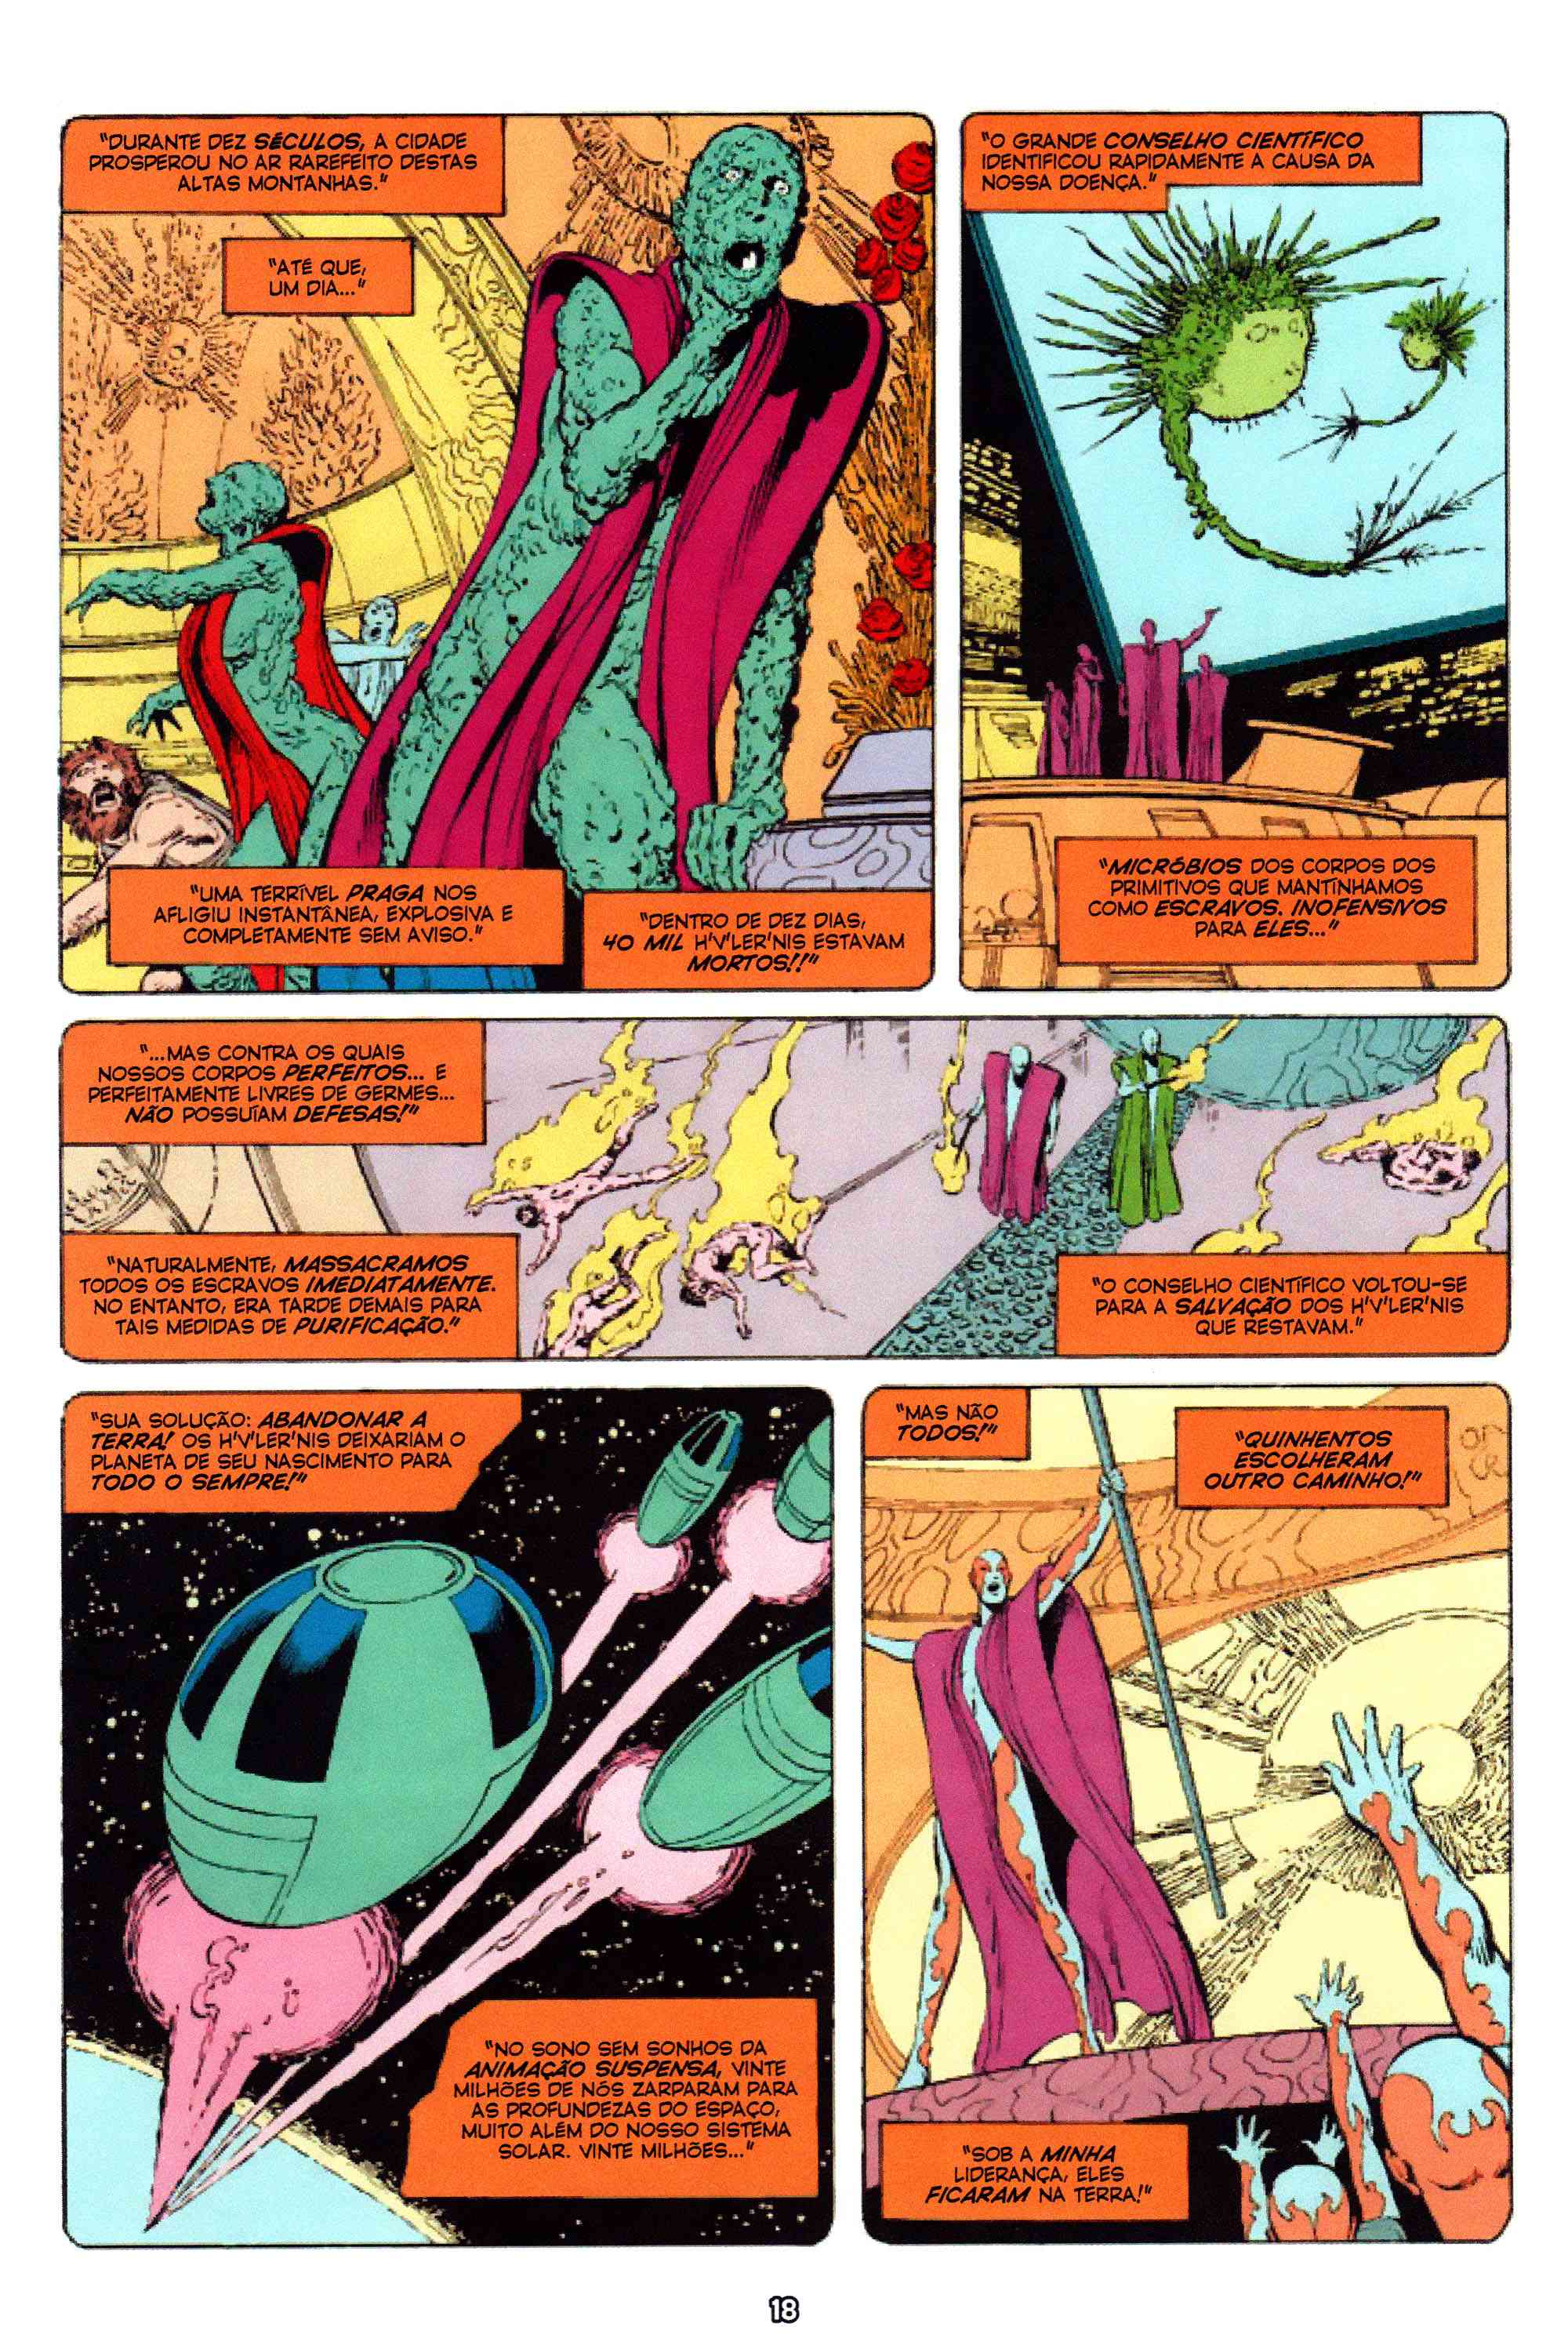 "DURANTE DEZ SÉCULOS, A CIDADE
PROSPEROU NO AR RAREFEITO DESTAS
ALTAS MONTANHAS."
"ATÉ QUE,
UM DIA..."
"UMA TERRÍVEL PRAGA NOS
AFLIGIU INSTANTÂNEA, EXPLOSIVA E
COMPLETAMENTE SEM AVISO."
"DENTRO DE DEZ DIAS,
40 MIL H'V'LER'NIS ESTAVAM
MORTOS!!"
"O GRANDE CONSELHO CIENTÍFICO
IDENTIFICOU RAPIDAMENTE A CAUSA DA
NOSSA DOENÇA."
"MICRÓBIOS DOS CORPOS DOS
PRIMITIVOS QUE MANTÍNHAMOS
COMO ESCRAVOS. INOFENSIVOS
PARA ELES..."
"...MAS CONTRA OS QUAIS
NOSSOS CORPOS PERFEITOS... E
PERFEITAMENTE LIVRES DE GERMES...
NÃO POSSUÍAM DEFESAS!"
"NATURALMENTE, MASSACRAMOS
TODOS OS ESCRAVOS IMEDIATAMENTE.
NO ENTANTO, ERA TARDE DEMAIS PARA
TAIS MEDIDAS DE PURIFICAÇÃO."
"O CONSELHO CIENTÍFICO VOLTOU-SE
PARA A SALVAÇÃO DOS H'V'LER'NIS
QUE RESTAVAM."
"SUA SOLUÇÃO: ABANDONAR A
TERRA! OS H'V'LER'NIS DEIXARIAM O
PLANETA DE SEU NASCIMENTO PARA
TODO O SEMPRE!"
"NO SONO SEM SONHOS DA
ANIMAÇÃO SUSPENSA, VINTE
MILHÕES DE NÓS ZARPARAM PARA
AS PROFUNDEZAS DO ESPAÇO,
MUITO ALÉM DO NOSSO SISTEMA
SOLAR. VINTE MILHÕES..."
"MAS NÃO
TODOS!"
"QUINHENTOS
ESCOLHERAM
OUTRO CAMINHO!"
"SOB A MINHA
LIDERANÇA, ELES
FICARAM NA TERRA!"
18